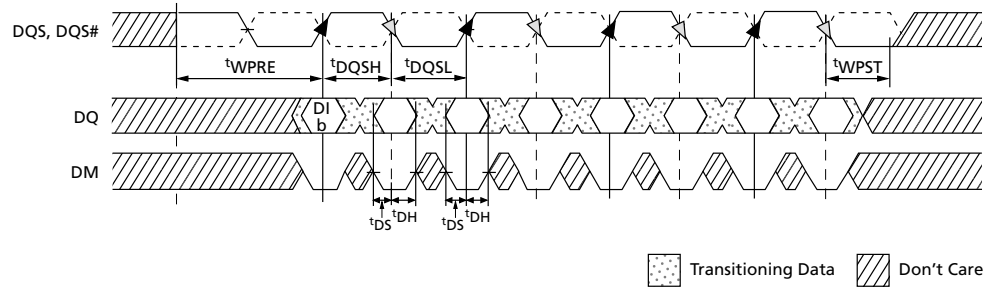 DQS, DQS#
tWPRE
tDQSH
tDQSL
tWPST
DQ
DI
b
DM
tDS
tDH
tDS
tDH
Transitioning Data
Don't Care